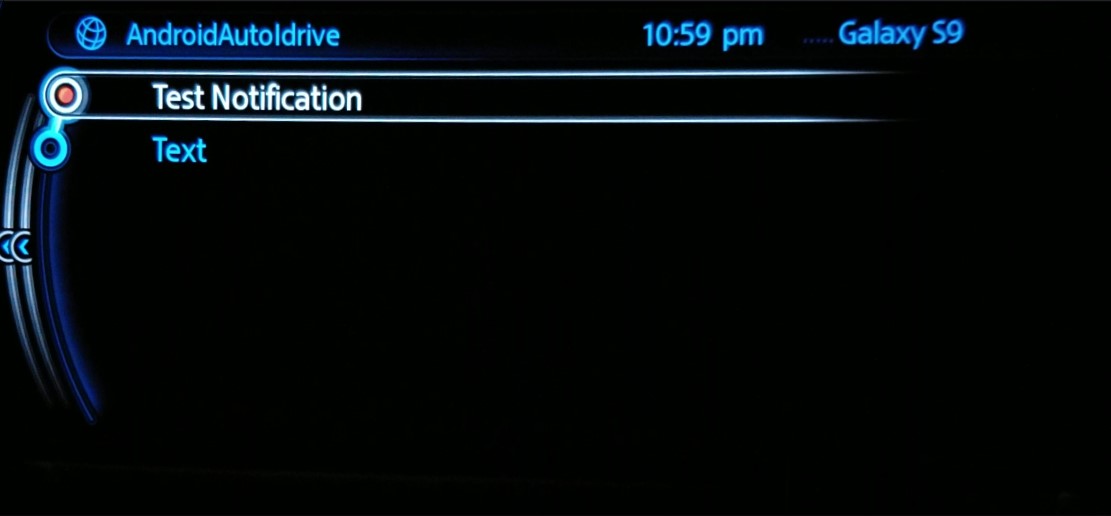 AndroidAutoIdrive 10:59 pm ..... Galaxy S9
Test Notification
Text